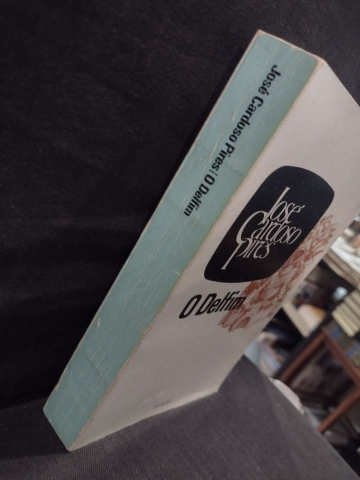 José Cardoso Pires/O Delfim
José
Cardoso
Pires
O Delfim